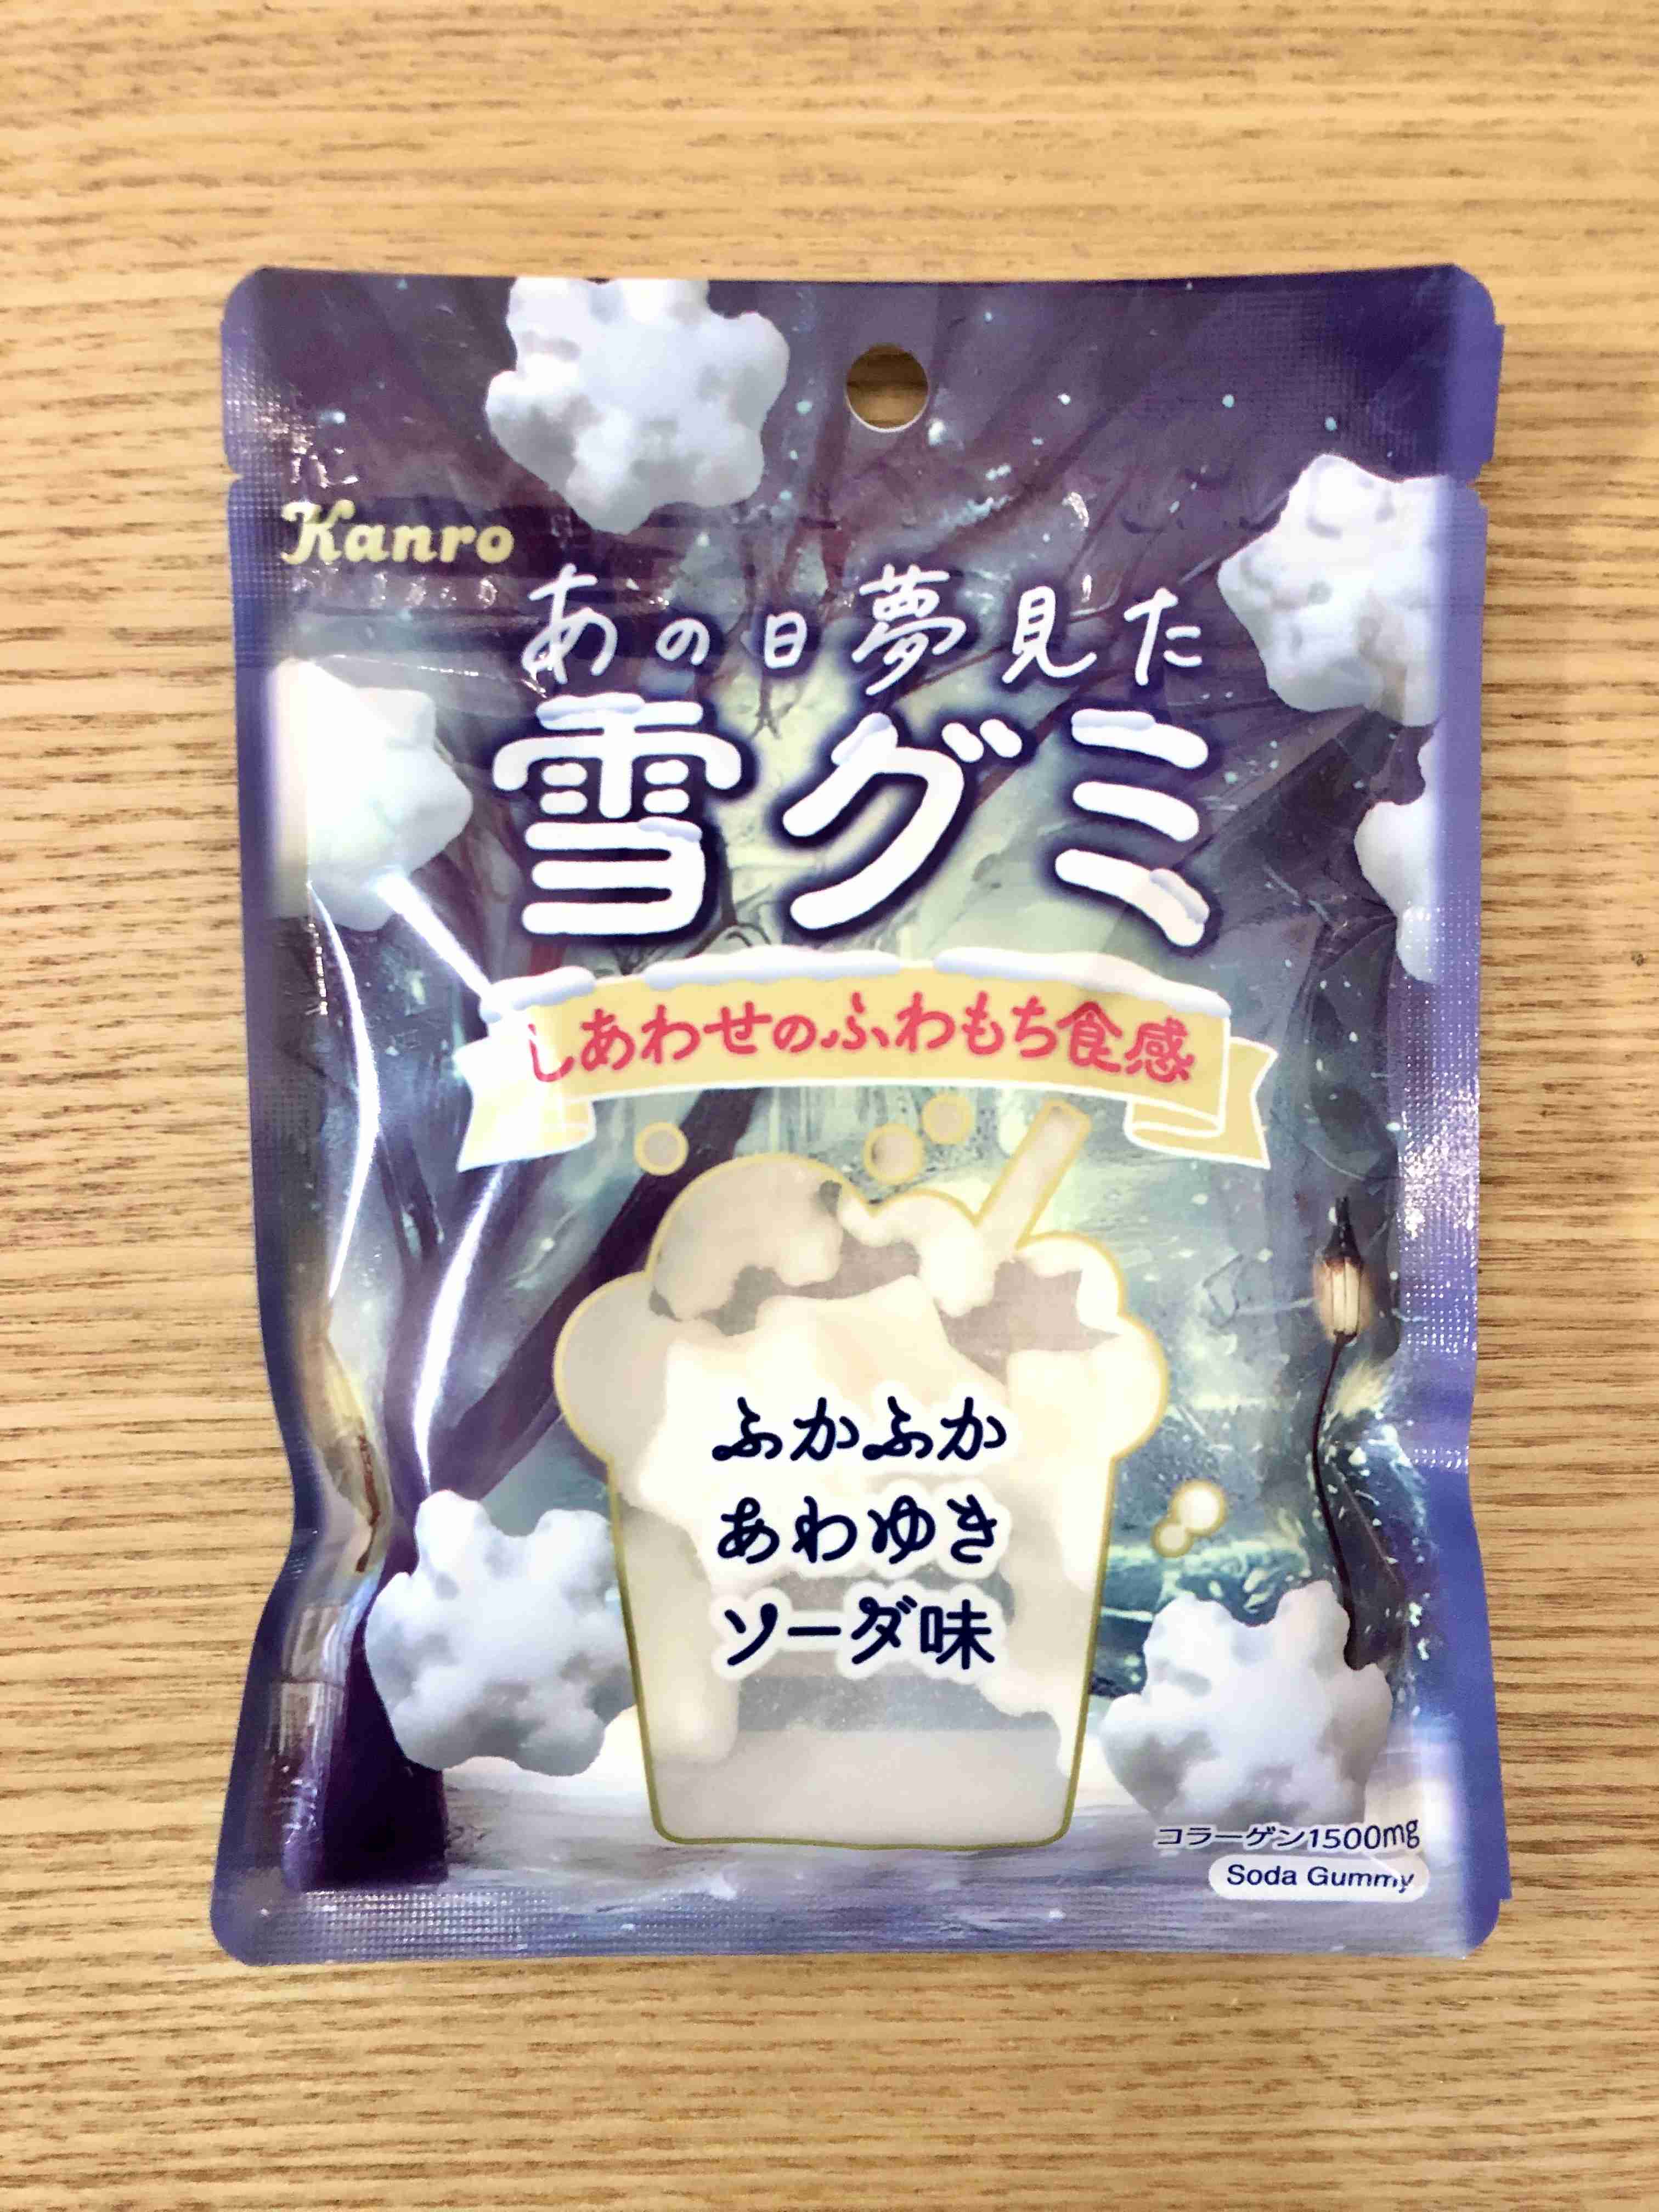 Kanro
あの日夢見た
雪グミ
しあわせのふわもち食感
ふかふか
あわゆき
ソーダ味
コラーゲン1500mg
Soda Gummy